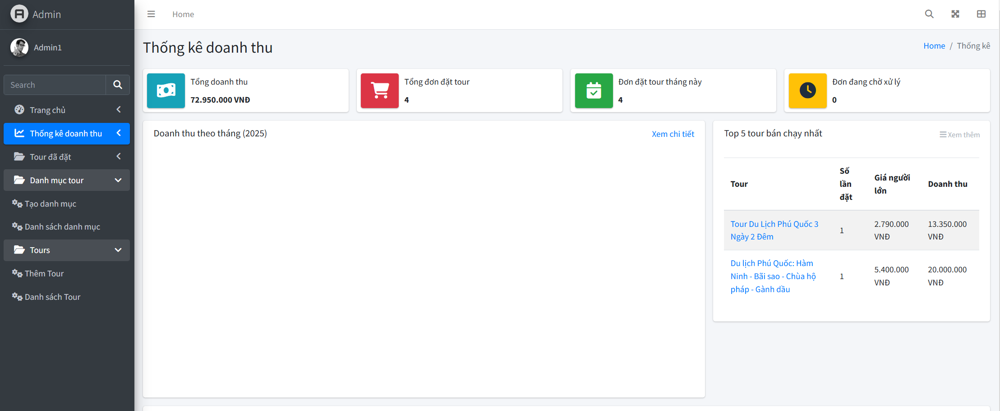 Admin
Admin1
Search
Trang chủ
Thống kê doanh thu
Tour đã đặt
Danh mục tour
Tạo danh mục
Danh sách danh mục
Tours
Thêm Tour
Danh sách Tour
Home
Thống kê doanh thu
Home / Thống kê
Tổng doanh thu
72.950.000 VNĐ
Tổng đơn đặt tour
4
Đơn đặt tour tháng này
4
Đơn đang chờ xử lý
0
Doanh thu theo tháng (2025)
Xem chi tiết
Top 5 tour bán chạy nhất
Xem thêm
Tour
Số
lần
đặt
Giá người
lớn
Doanh thu
Tour Du Lịch Phú Quốc 3
Ngày 2 Đêm
1
2.790.000
VNĐ
13.350.000
VNĐ
Du lịch Phú Quốc: Hàm
Ninh - Bãi sao - Chùa hộ
pháp - Gành dầu
1
5.400.000
VNĐ
20.000.000
VNĐ